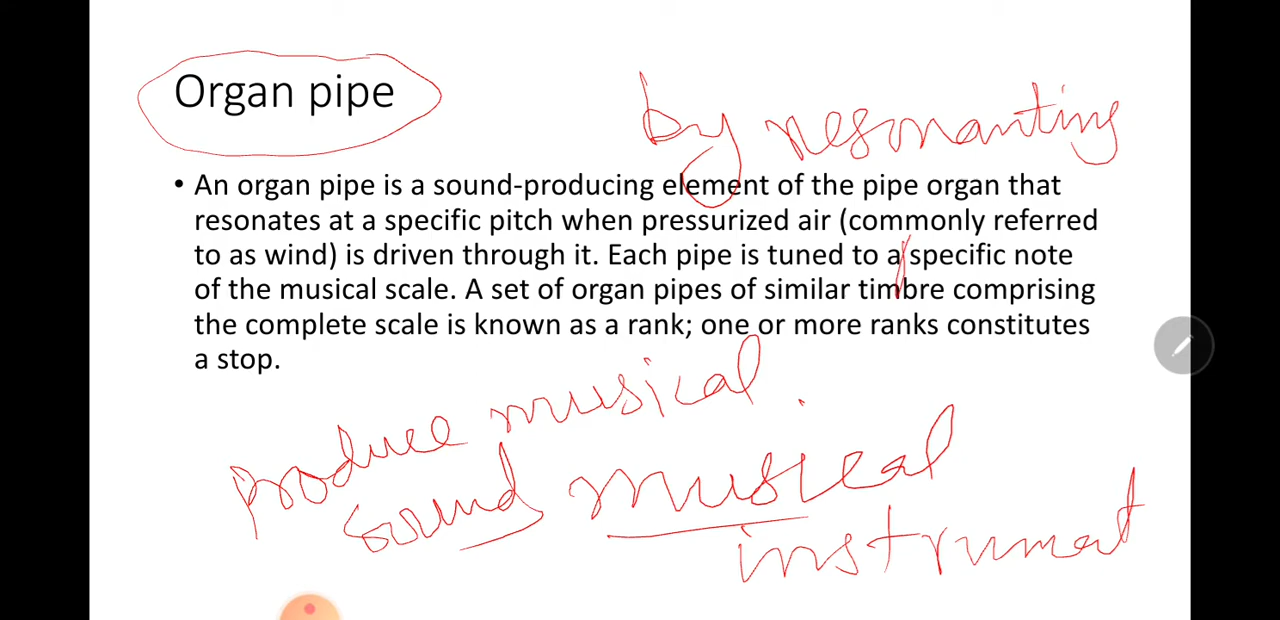 Organ pipe
by resonanting
• An organ pipe is a sound-producing element of the pipe organ that
resonates at a specific pitch when pressurized air (commonly referred
to as wind) is driven through it. Each pipe is tuned to a specific note
of the musical scale. A set of organ pipes of similar timbre comprising
the complete scale is known as a rank; one or more ranks constitutes
a stop.
produce musical
sound musical
instrument